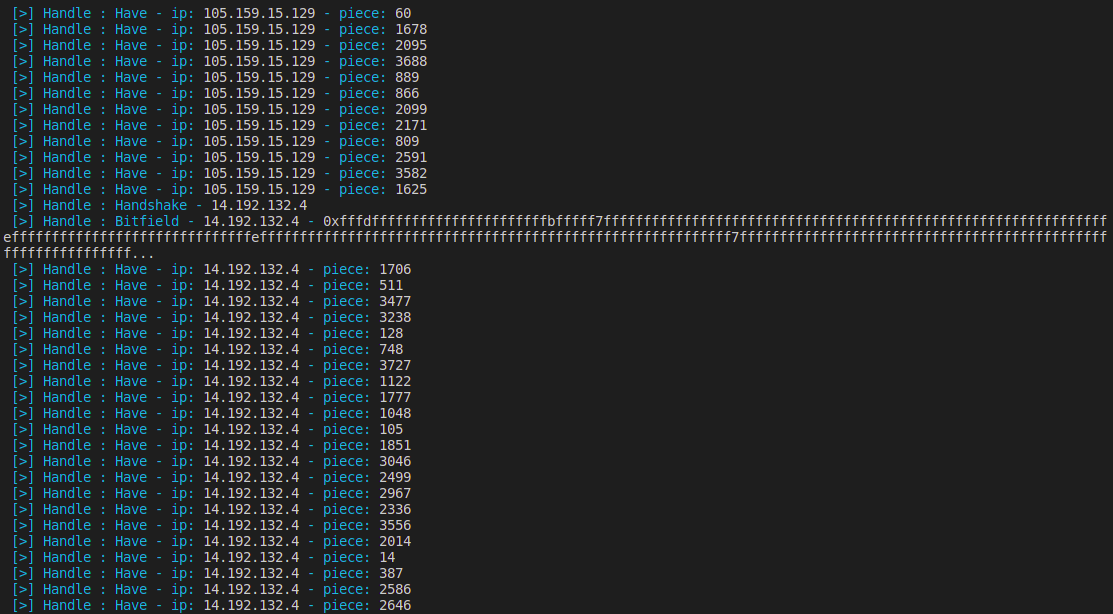 [>] Handle : Have - ip: 105.159.15.129 - piece: 60
[>] Handle : Have - ip: 105.159.15.129 - piece: 1678
[>] Handle : Have - ip: 105.159.15.129 - piece: 2095
[>] Handle : Have - ip: 105.159.15.129 - piece: 3688
[>] Handle : Have - ip: 105.159.15.129 - piece: 889
[>] Handle : Have - ip: 105.159.15.129 - piece: 866
[>] Handle : Have - ip: 105.159.15.129 - piece: 2099
[>] Handle : Have - ip: 105.159.15.129 - piece: 2171
[>] Handle : Have - ip: 105.159.15.129 - piece: 809
[>] Handle : Have - ip: 105.159.15.129 - piece: 2591
[>] Handle : Have - ip: 105.159.15.129 - piece: 3582
[>] Handle : Have - ip: 105.159.15.129 - piece: 1625
[>] Handle : Handshake - 14.192.132.4
[>] Handle : Bitfield - 14.192.132.4 - 0xfffdffffffffffffffffffffffbfffff7fffffffffffffffffffffffffffffffffffffffffffffffffffffffffffffff
effffffffffffffffffffffffffffffefffffffffffffffffffffffffffffffffffffffffffffffffffffffffff7ffffffffffffffffffffffffffffffffffffffffffffff
ffffffffffffffff...
[>] Handle : Have - ip: 14.192.132.4 - piece: 1706
[>] Handle : Have - ip: 14.192.132.4 - piece: 511
[>] Handle : Have - ip: 14.192.132.4 - piece: 3477
[>] Handle : Have - ip: 14.192.132.4 - piece: 3238
[>] Handle : Have - ip: 14.192.132.4 - piece: 128
[>] Handle : Have - ip: 14.192.132.4 - piece: 748
[>] Handle : Have - ip: 14.192.132.4 - piece: 3727
[>] Handle : Have - ip: 14.192.132.4 - piece: 1122
[>] Handle : Have - ip: 14.192.132.4 - piece: 1777
[>] Handle : Have - ip: 14.192.132.4 - piece: 1048
[>] Handle : Have - ip: 14.192.132.4 - piece: 105
[>] Handle : Have - ip: 14.192.132.4 - piece: 1851
[>] Handle : Have - ip: 14.192.132.4 - piece: 3046
[>] Handle : Have - ip: 14.192.132.4 - piece: 2499
[>] Handle : Have - ip: 14.192.132.4 - piece: 2967
[>] Handle : Have - ip: 14.192.132.4 - piece: 2336
[>] Handle : Have - ip: 14.192.132.4 - piece: 3556
[>] Handle : Have - ip: 14.192.132.4 - piece: 2014
[>] Handle : Have - ip: 14.192.132.4 - piece: 14
[>] Handle : Have - ip: 14.192.132.4 - piece: 387
[>] Handle : Have - ip: 14.192.132.4 - piece: 2586
[>] Handle : Have - ip: 14.192.132.4 - piece: 2646